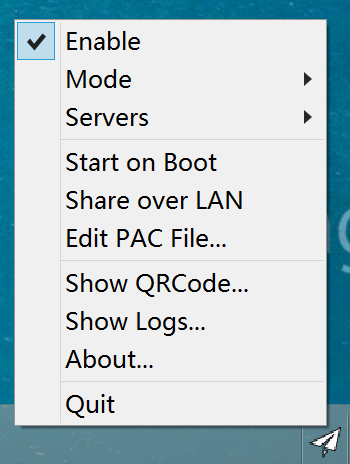 Enable
Mode
Servers
Start on Boot
Share over LAN
Edit PAC File...
Show QRCode...
Show Logs...
About...
Quit